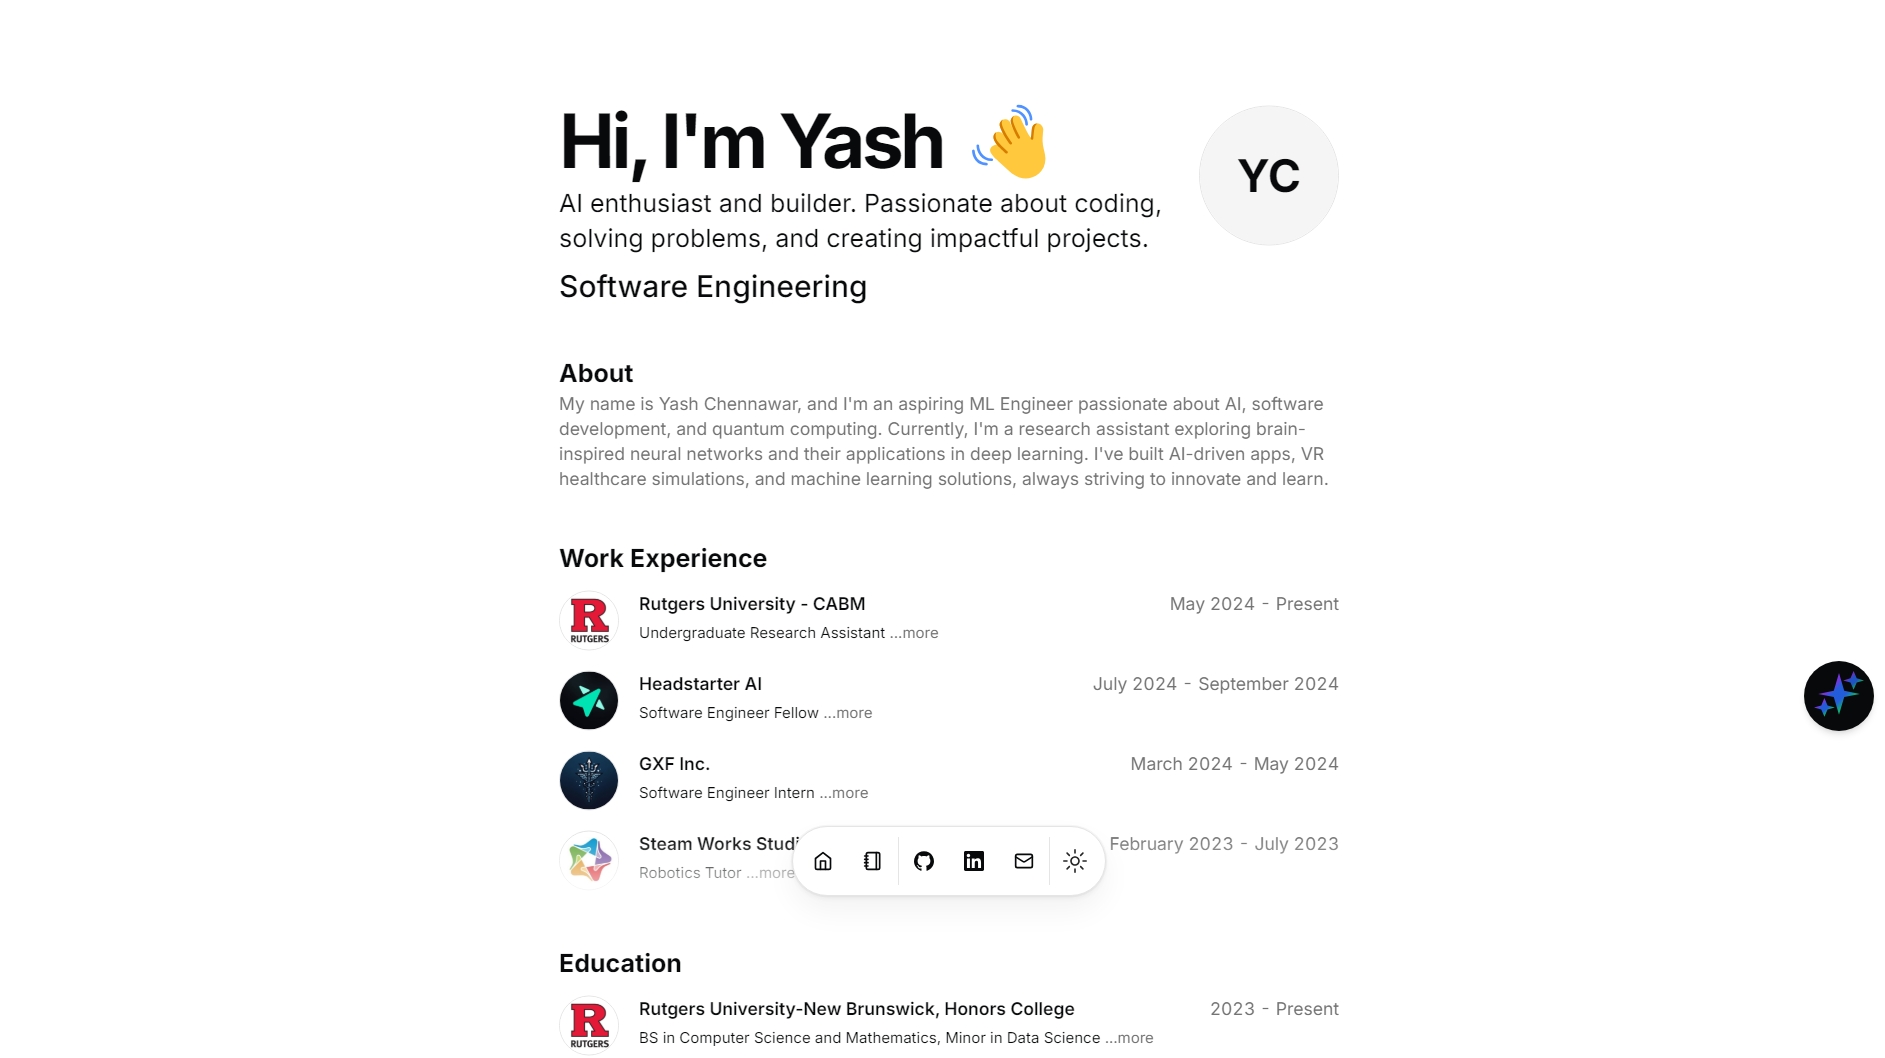 Hi, I'm Yash 👋
YC
AI enthusiast and builder. Passionate about coding,
solving problems, and creating impactful projects.
Software Engineering
About
My name is Yash Chennawar, and I'm an aspiring ML Engineer passionate about AI, software
development, and quantum computing. Currently, I'm a research assistant exploring brain-
inspired neural networks and their applications in deep learning. I've built AI-driven apps, VR
healthcare simulations, and machine learning solutions, always striving to innovate and learn.
Work Experience
R
RUTGERS
Rutgers University - CABM
May 2024 - Present
Undergraduate Research Assistant ...more
Headstarter AI
July 2024 - September 2024
Software Engineer Fellow ...more
GXF Inc.
March 2024 - May 2024
Software Engineer Intern ...more
Steam Works
February 2023 - July 2023
Robotics Tutor ...more
in
Education
R
RUTGERS
Rutgers University-New Brunswick, Honors College
2023 - Present
BS in Computer Science and Mathematics, Minor in Data Science ...more